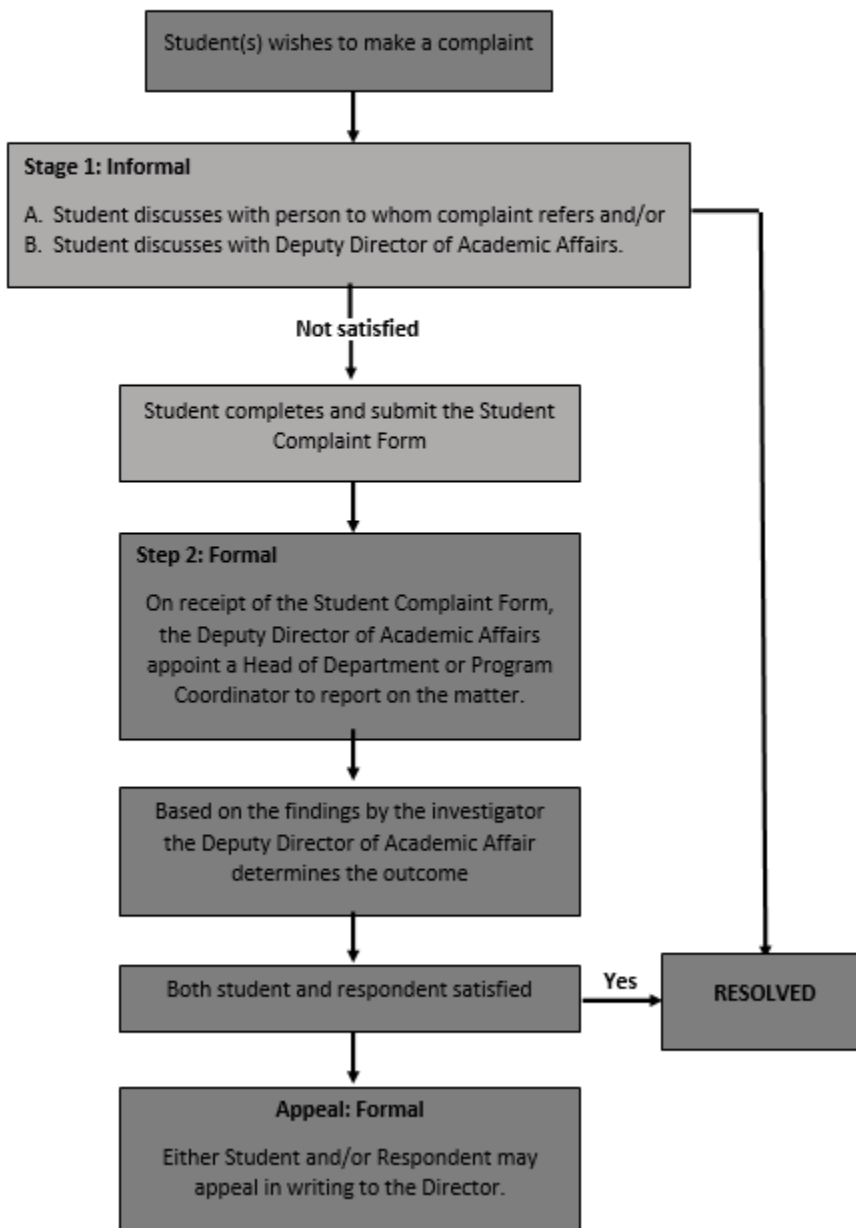 Student(s) wishes to make a complaint
Stage 1: Informal
A. Student discusses with person to whom complaint refers and/or
B. Student discusses with Deputy Director of Academic Affairs.
Not satisfied
Student completes and submit the Student
Complaint Form
Step 2: Formal
On receipt of the Student Complaint Form,
the Deputy Director of Academic Affairs
appoint a Head of Department or Program
Coordinator to report on the matter.
Based on the findings by the investigator
the Deputy Director of Academic Affair
determines the outcome
Both student and respondent satisfied
Yes
RESOLVED
Appeal: Formal
Either Student and/or Respondent may
appeal in writing to the Director.